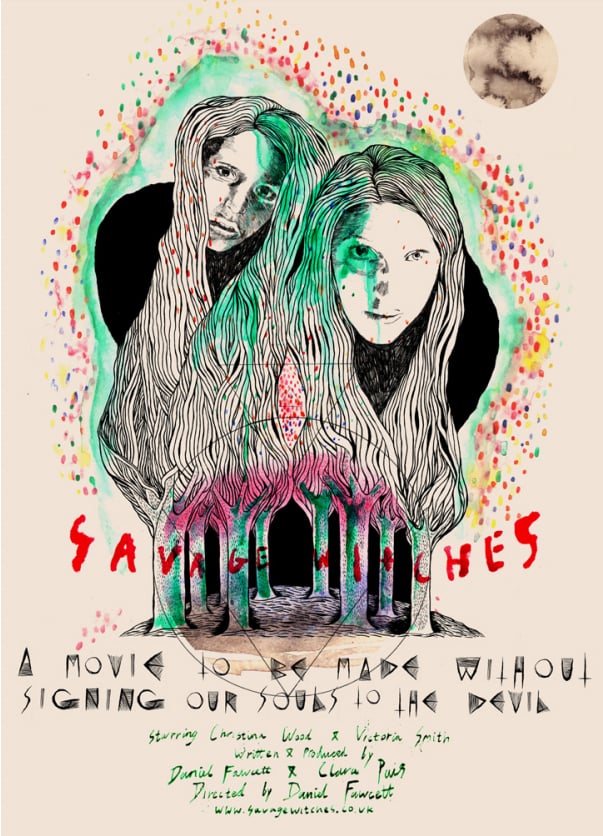 SAVAGE WITCHES
A MOVIE to BE MADE WITHOUT
SIGNING OUR SOULS to tHE DEVIL
Starring Christina Wood & Victoria Smith
Written & Produced by
Daniel Fawcett & Clara Pais
Directed by Daniel Fawcett
www.savagewitches.co.uk